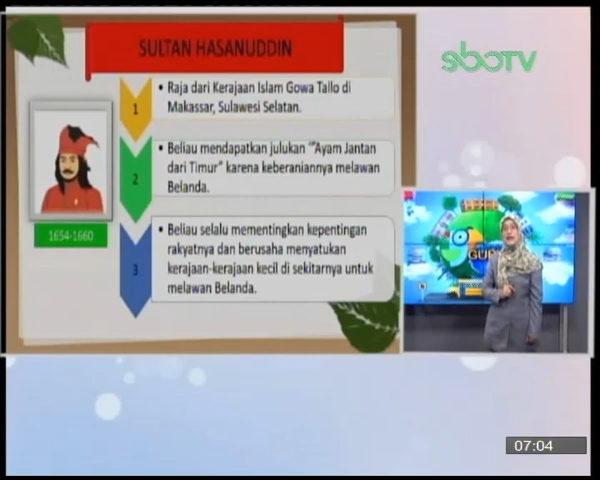 SULTAN HASANUDDIN
sboTV
1
• Raja dari Kerajaan Islam Gowa Tallo di
Makassar, Sulawesi Selatan.
2
• Beliau mendapatkan julukan “”Ayam Jantan
dari Timur” karena keberaniannya melawan
Belanda.
1654-1660
3
• Beliau selalu mementingkan kepentingan
rakyatnya dan berusaha menyatukan
kerajaan-kerajaan kecil di sekitarnya untuk
melawan Belanda.
07:04